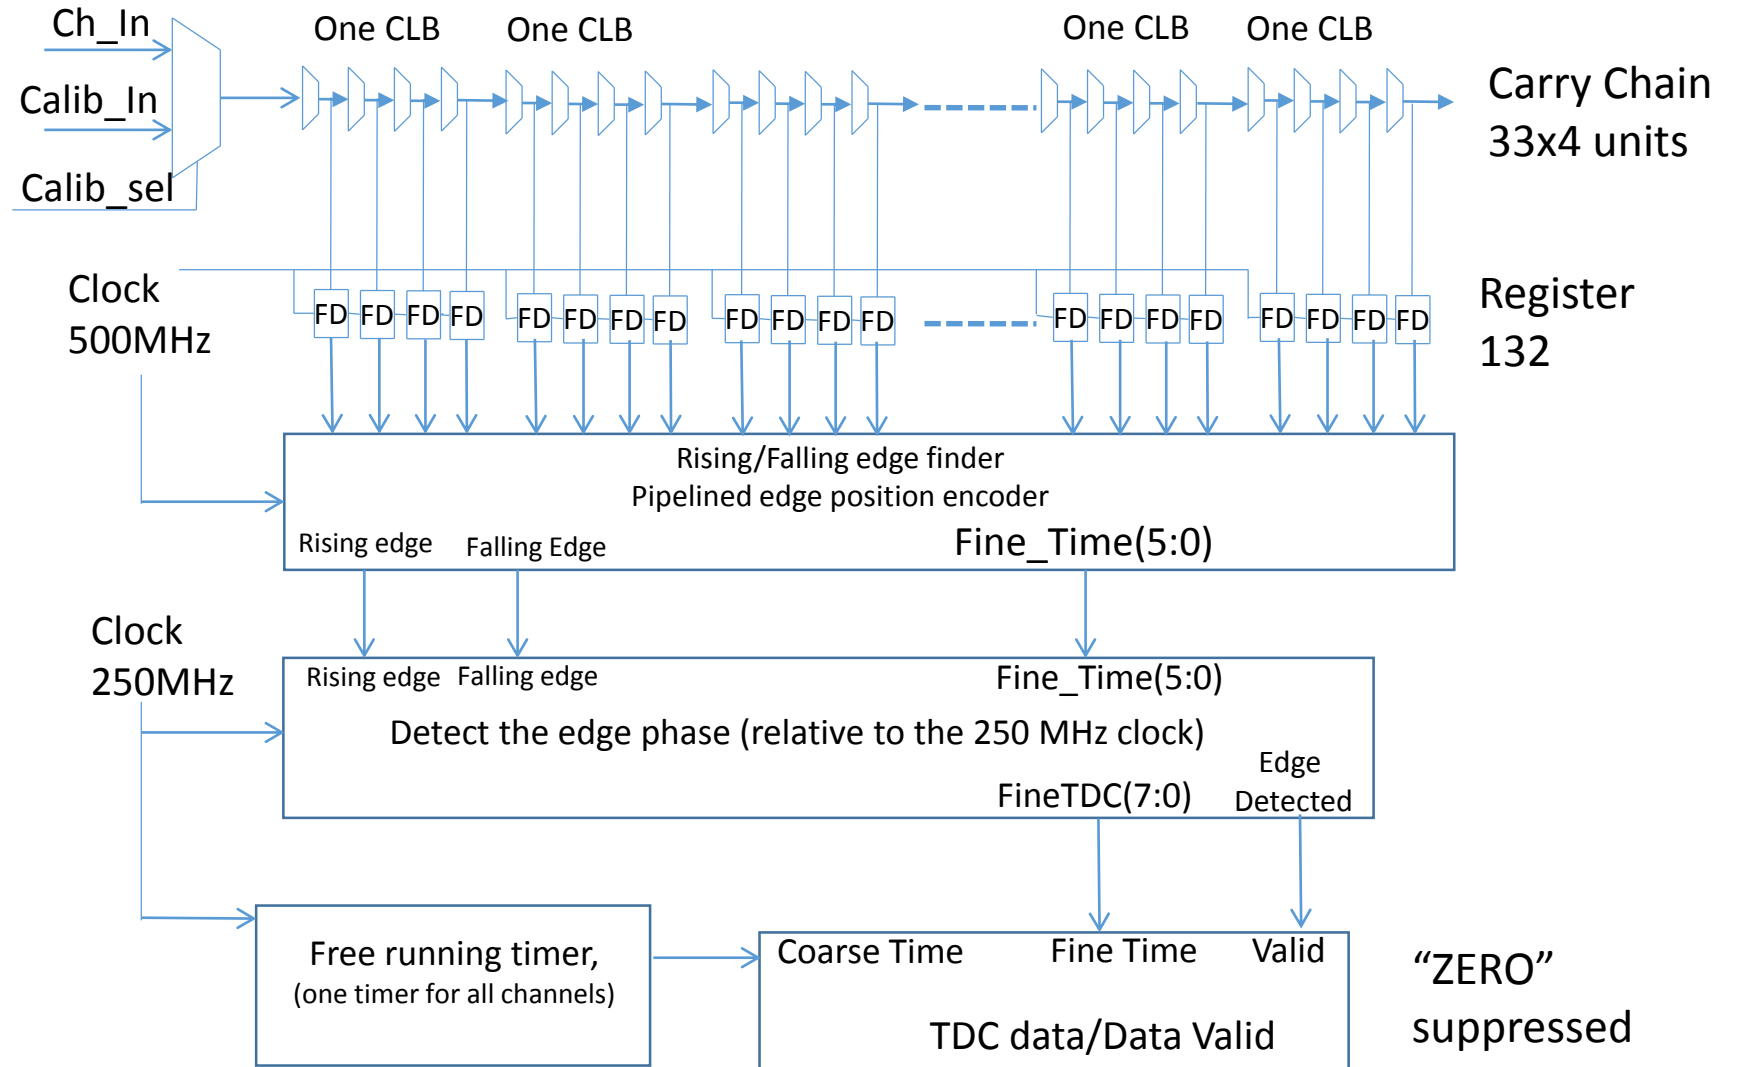 Ch_In
One CLB
One CLB
One CLB
One CLB
Calib_In
Carry Chain
33x4 units
Calib_sel
Clock
500MHz
FD FD FD FD FD FD FD FD FD FD FD FD FD FD FD FD FD FD FD FD
Register
132
Rising/Falling edge finder
Pipelined edge position encoder
Rising edge Falling Edge Fine_Time(5:0)
Clock
250MHz
Rising edge Falling edge Fine_Time(5:0)
Detect the edge phase (relative to the 250 MHz clock)
Edge
Detected
FineTDC(7:0)
Free running timer,
(one timer for all channels)
Coarse Time Fine Time Valid
TDC data/Data Valid
“ZERO”
suppressed